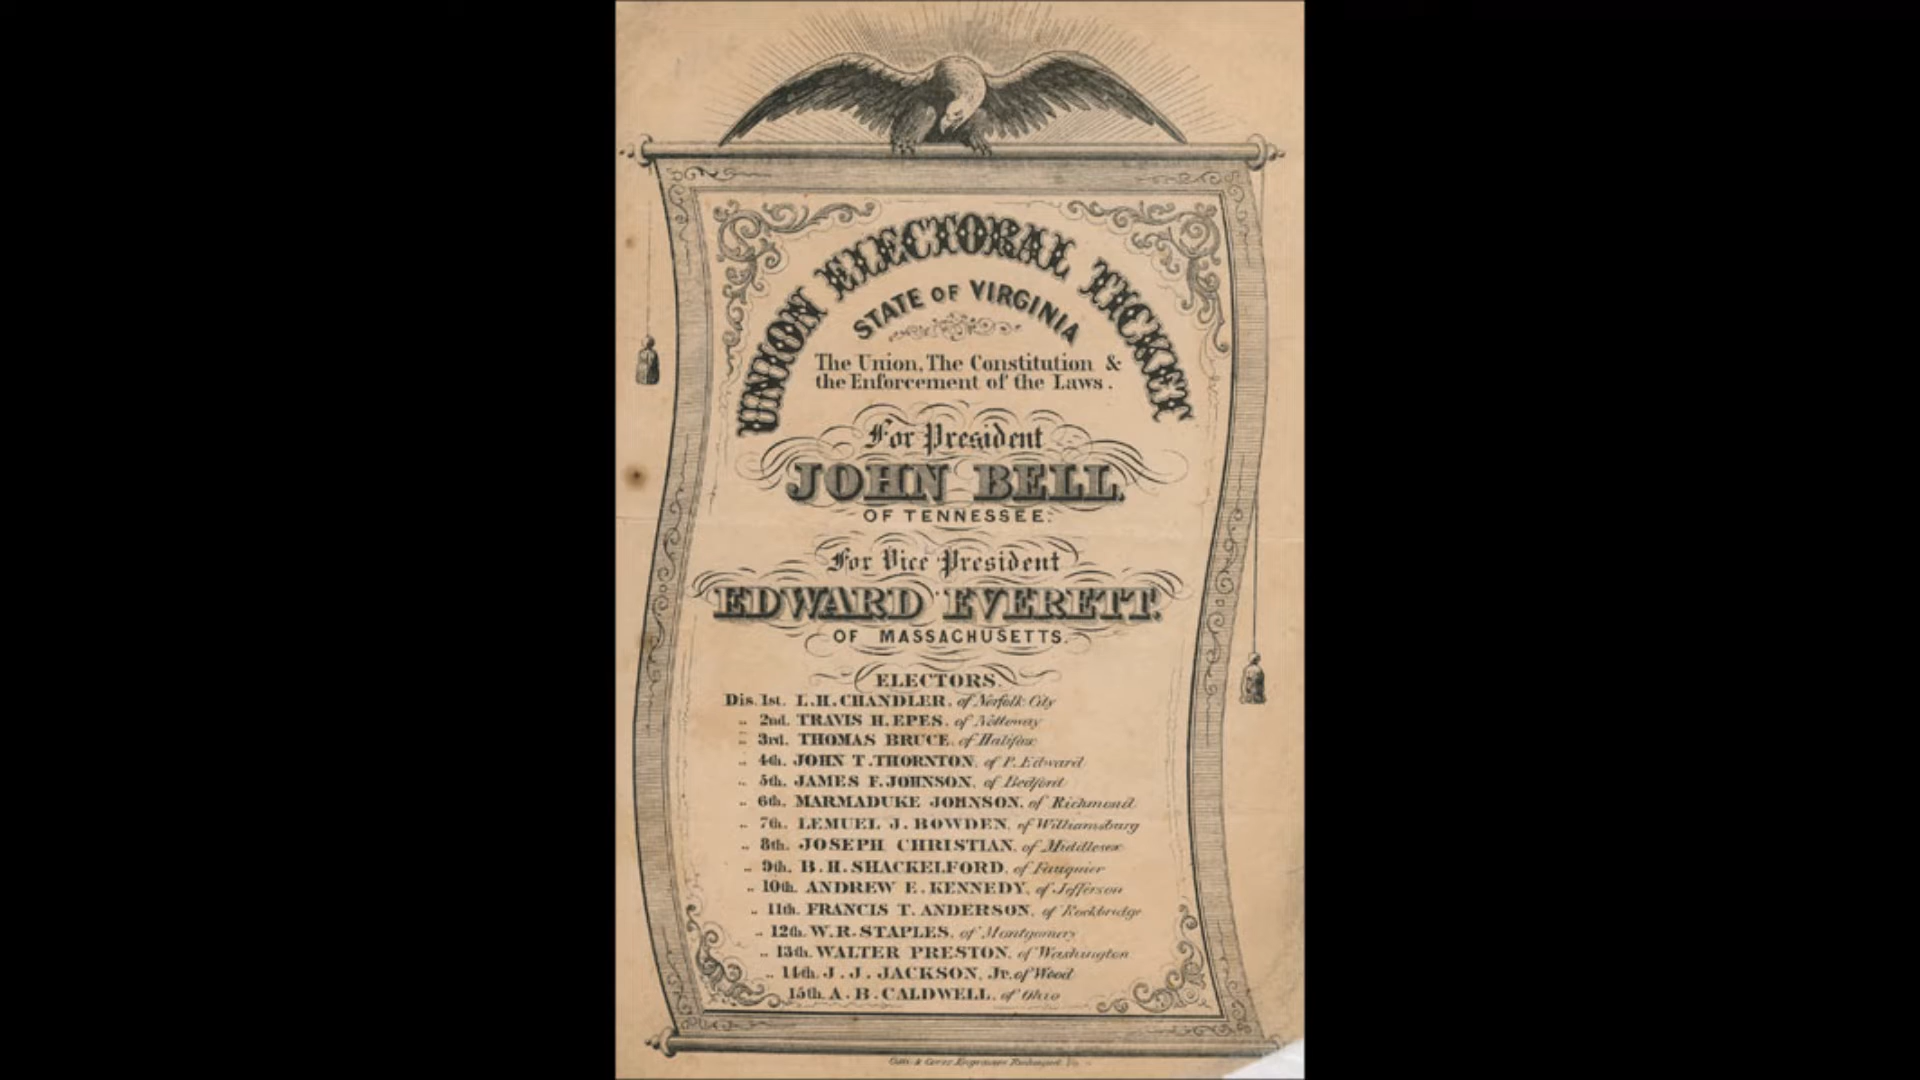 UNION ELECTORAL TICKET
STATE OF VIRGINIA
The Union, The Constitution &
the Enforcement of the Laws.
For President
JOHN BELL,
OF TENNESSEE.
For Vice President
EDWARD EVERETT.
OF MASSACHUSETTS.
ELECTORS.
Dis. 1st. L. H. CHANDLER, of Norfolk City
.. 2nd. TRAVIS H. EPES, of Nottoway
.. 3rd. THOMAS BRUCE, of Halifax
.. 4th. JOHN T. THORNTON, of P. Edward
.. 5th. JAMES F. JOHNSON, of Bedford
.. 6th. MARMADUKE JOHNSON, of Richmond
.. 7th. LEMUEL J. BOWDEN, of Williamsburg
.. 8th. JOSEPH CHRISTIAN, of Middlesex
.. 9th. B. H. SHACKELFORD, of Fauquier
.. 10th. ANDREW E. KENNEDY, of Jefferson
.. 11th. FRANCIS T. ANDERSON, of Rockbridge
.. 12th. W. R. STAPLES, of Montgomery
.. 13th. WALTER PRESTON, of Washington
.. 14th. J. J. JACKSON, Jr. of Wood
15th. A. B. CALDWELL, of Ohio
Engravers Richmond Va